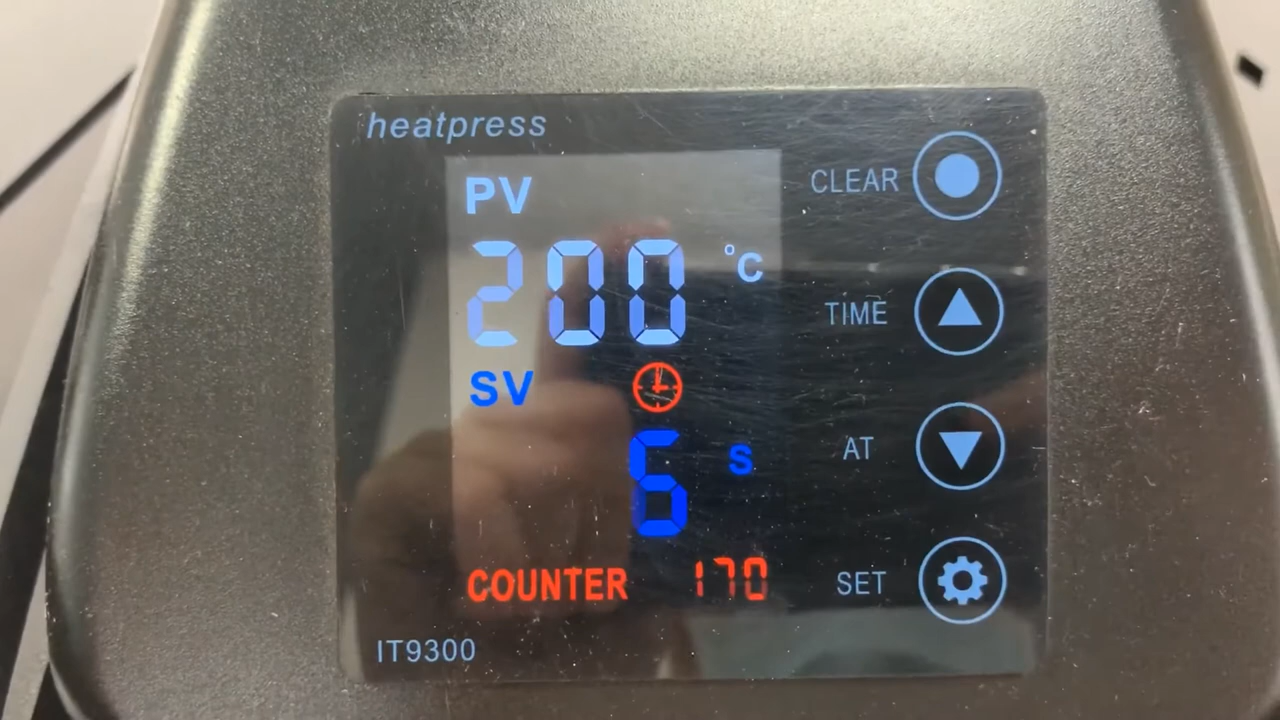 heatpress
PV
CLEAR
200 °C
TIME
SV
6 S
AT
COUNTER 170
SET
IT9300